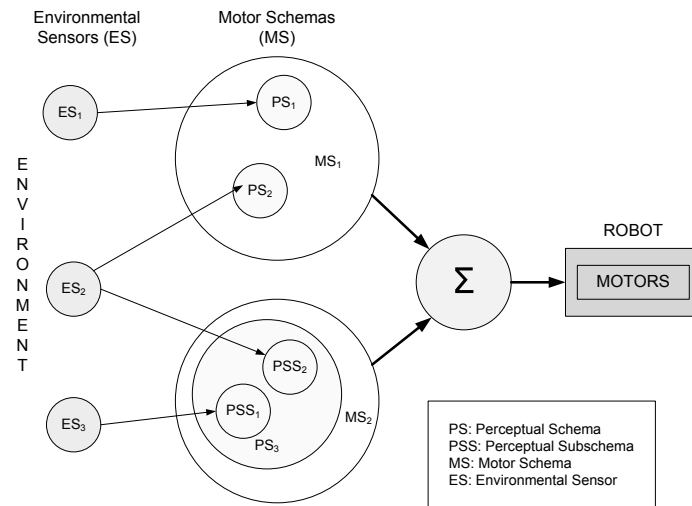 Environmental
Sensors (ES)
Motor Schemas
(MS)
ENVIRONMENT
ES₁
PS₁
MS₁
PS₂
ES₂
Σ
ROBOT
MOTORS
PSS₂
PSS₁
MS₂
PS₃
ES₃
PS: Perceptual Schema
PSS: Perceptual Subschema
MS: Motor Schema
ES: Environmental Sensor